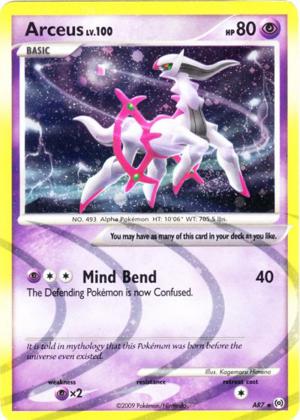 Arceus LV.100 HP 80
BASIC
NO. 493 Alpha Pokémon HT: 10'06" WT: 705.5 lbs.
You may have as many of this card in your deck as you like.
Mind Bend 40
The Defending Pokémon is now Confused.
It is told in mythology that this Pokémon was born before the
universe even existed.
Illus. Kagemaru Himeno
weakness resistance retreat cost
×2
©2009 Pokémon/Nintendo AR7 ★